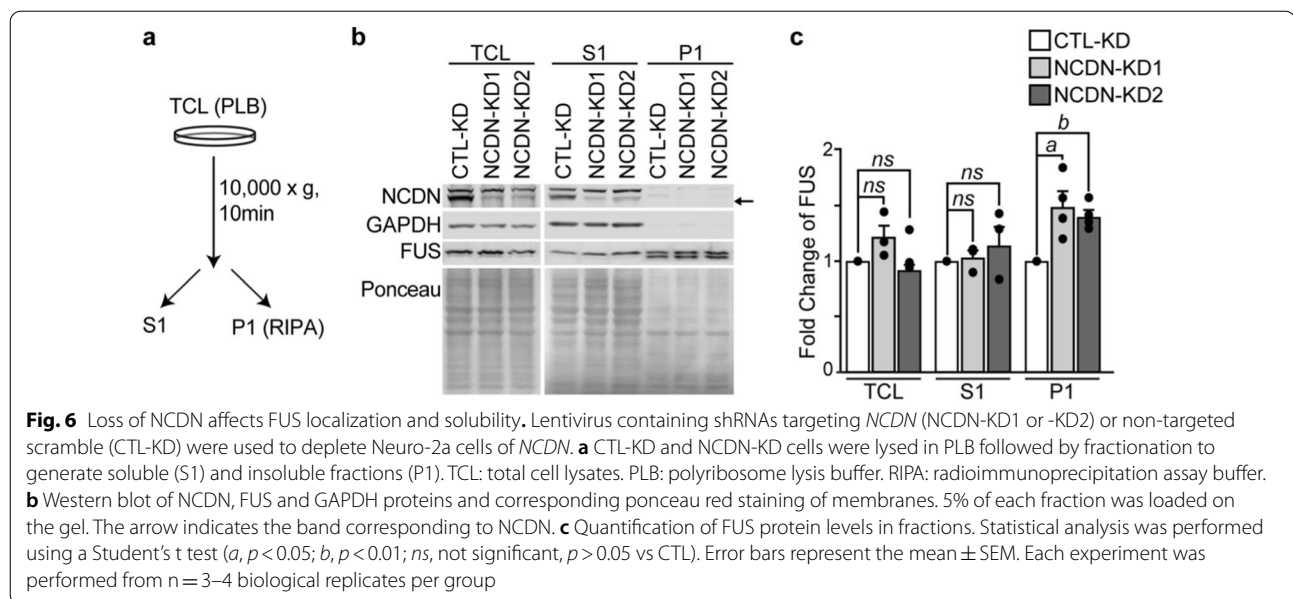 a
TCL (PLB)
10,000 x g,
10min
S1
P1 (RIPA)
b
TCL
S1
P1
CTL-KD
NCDN-KD1
NCDN-KD2
CTL-KD
NCDN-KD1
NCDN-KD2
CTL-KD
NCDN-KD1
NCDN-KD2
NCDN
GAPDH
FUS
Ponceau
c
CTL-KD
NCDN-KD1
NCDN-KD2
Fold Change of FUS
2
1
0
ns
ns
ns
ns
b
a
TCL
S1
P1
Fig. 6 Loss of NCDN affects FUS localization and solubility. Lentivirus containing shRNAs targeting NCDN (NCDN-KD1 or -KD2) or non-targeted
scramble (CTL-KD) were used to deplete Neuro-2a cells of NCDN. a CTL-KD and NCDN-KD cells were lysed in PLB followed by fractionation to
generate soluble (S1) and insoluble fractions (P1). TCL: total cell lysates. PLB: polyribosome lysis buffer. RIPA: radioimmunoprecipitation assay buffer.
b Western blot of NCDN, FUS and GAPDH proteins and corresponding ponceau red staining of membranes. 5% of each fraction was loaded on
the gel. The arrow indicates the band corresponding to NCDN. c Quantification of FUS protein levels in fractions. Statistical analysis was performed
using a Student's t test (a, p < 0.05; b, p < 0.01; ns, not significant, p > 0.05 vs CTL). Error bars represent the mean ± SEM. Each experiment was
performed from n = 3–4 biological replicates per group